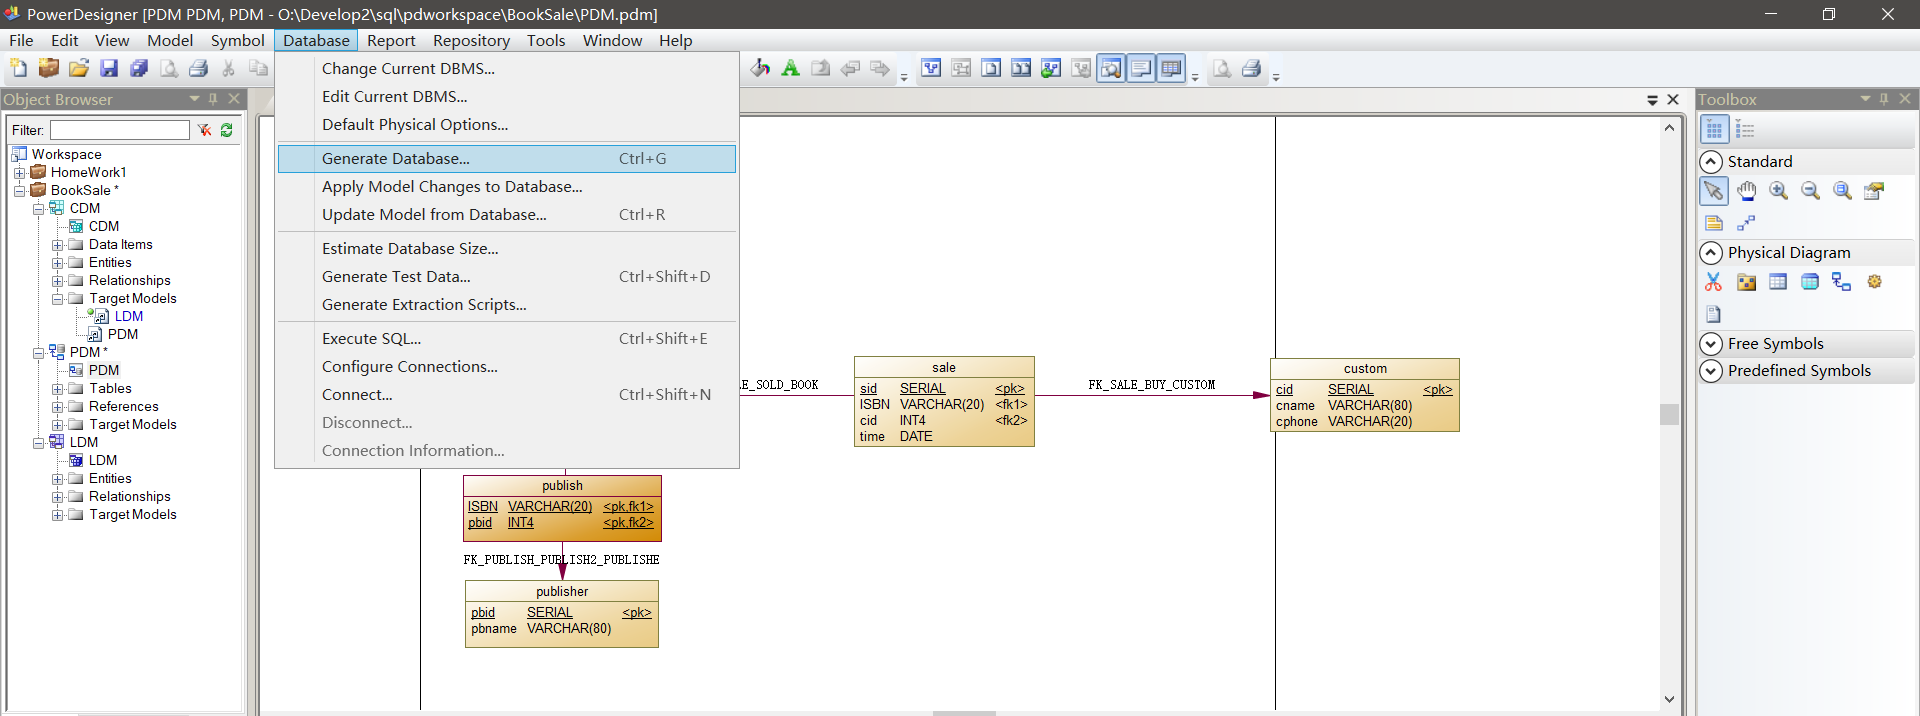 PowerDesigner [PDM PDM, PDM - O:\Develop2\sql\pdworkspace\BookSale\PDM.pdm]
File Edit View Model Symbol Database Report Repository Tools Window Help
Object Browser
Filter:
Workspace
HomeWork1
BookSale *
CDM
CDM
Data Items
Entities
Relationships
Target Models
LDM
PDM
PDM *
PDM
Tables
References
Target Models
LDM
LDM
Entities
Relationships
Target Models
Change Current DBMS...
Edit Current DBMS...
Default Physical Options...
Generate Database... Ctrl+G
Apply Model Changes to Database...
Update Model from Database... Ctrl+R
Estimate Database Size...
Generate Test Data... Ctrl+Shift+D
Generate Extraction Scripts...
Execute SQL... Ctrl+Shift+E
Configure Connections...
Connect... Ctrl+Shift+N
Disconnect...
Connection Information...
E_SOLD_BOOK
sale
sid SERIAL <pk>
ISBN VARCHAR(20) <fk1>
cid INT4 <fk2>
time DATE
FK_SALE_BUY_CUSTOM
custom
cid SERIAL <pk>
cname VARCHAR(80)
cphone VARCHAR(20)
publish
ISBN VARCHAR(20) <pk,fk1>
pbid INT4 <pk,fk2>
FK_PUBLISH_PUBLISH2_PUBLISHE
publisher
pbid SERIAL <pk>
pbname VARCHAR(80)
Toolbox
Standard
Physical Diagram
Free Symbols
Predefined Symbols